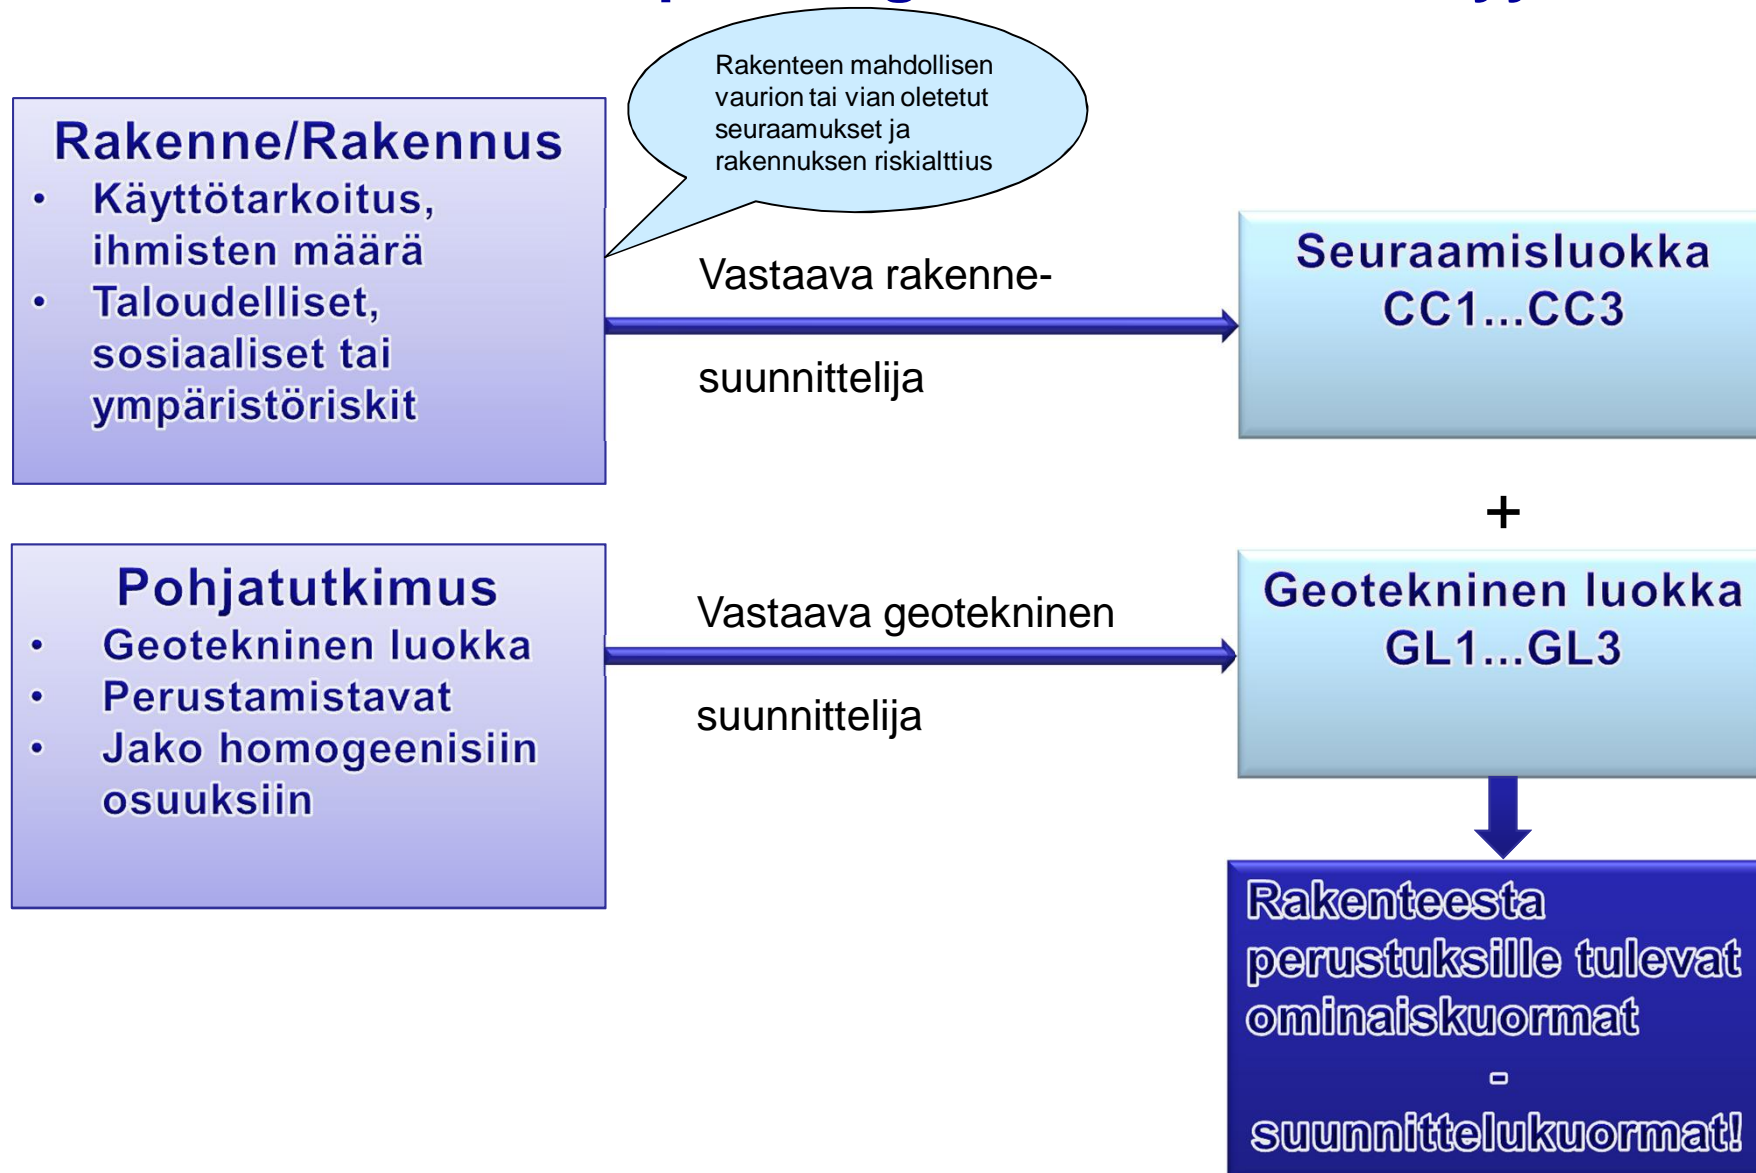 Rakenteen mahdollisen
vaurion tai vian oletetut
seuraamukset ja
rakennuksen riskialttius
Rakenne/Rakennus
• Käyttötarkoitus,
ihmisten määrä
• Taloudelliset,
sosiaaliset tai
ympäristöriskit
Vastaava rakenne-
suunnittelija
Seuraamisluokka
CC1...CC3
+
Pohjatutkimus
• Geotekninen luokka
• Perustamistavat
• Jako homogeenisiin
osuuksiin
Vastaava geotekninen
suunnittelija
Geotekninen luokka
GL1...GL3
Rakenteesta
perustuksille tulevat
ominaiskuormat
-
suunnittelukuormat!